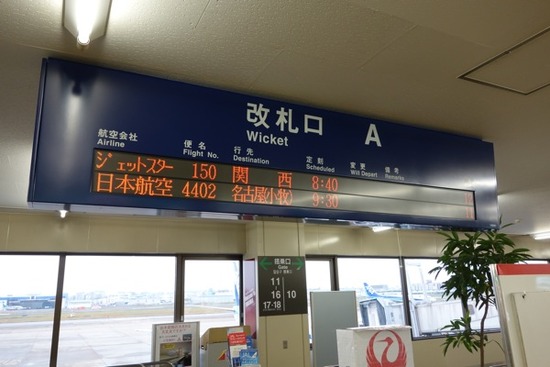 改札口 A
Wicket
航空会社 便名 行先 定刻 変更 備考
Airline Flight No. Destination Scheduled Will Depart Remarks
ジェットスター 150 関西 8:40
日本航空 4402 名古屋小牧 9:30
搭乗口
Gate
11
16 10
17-18